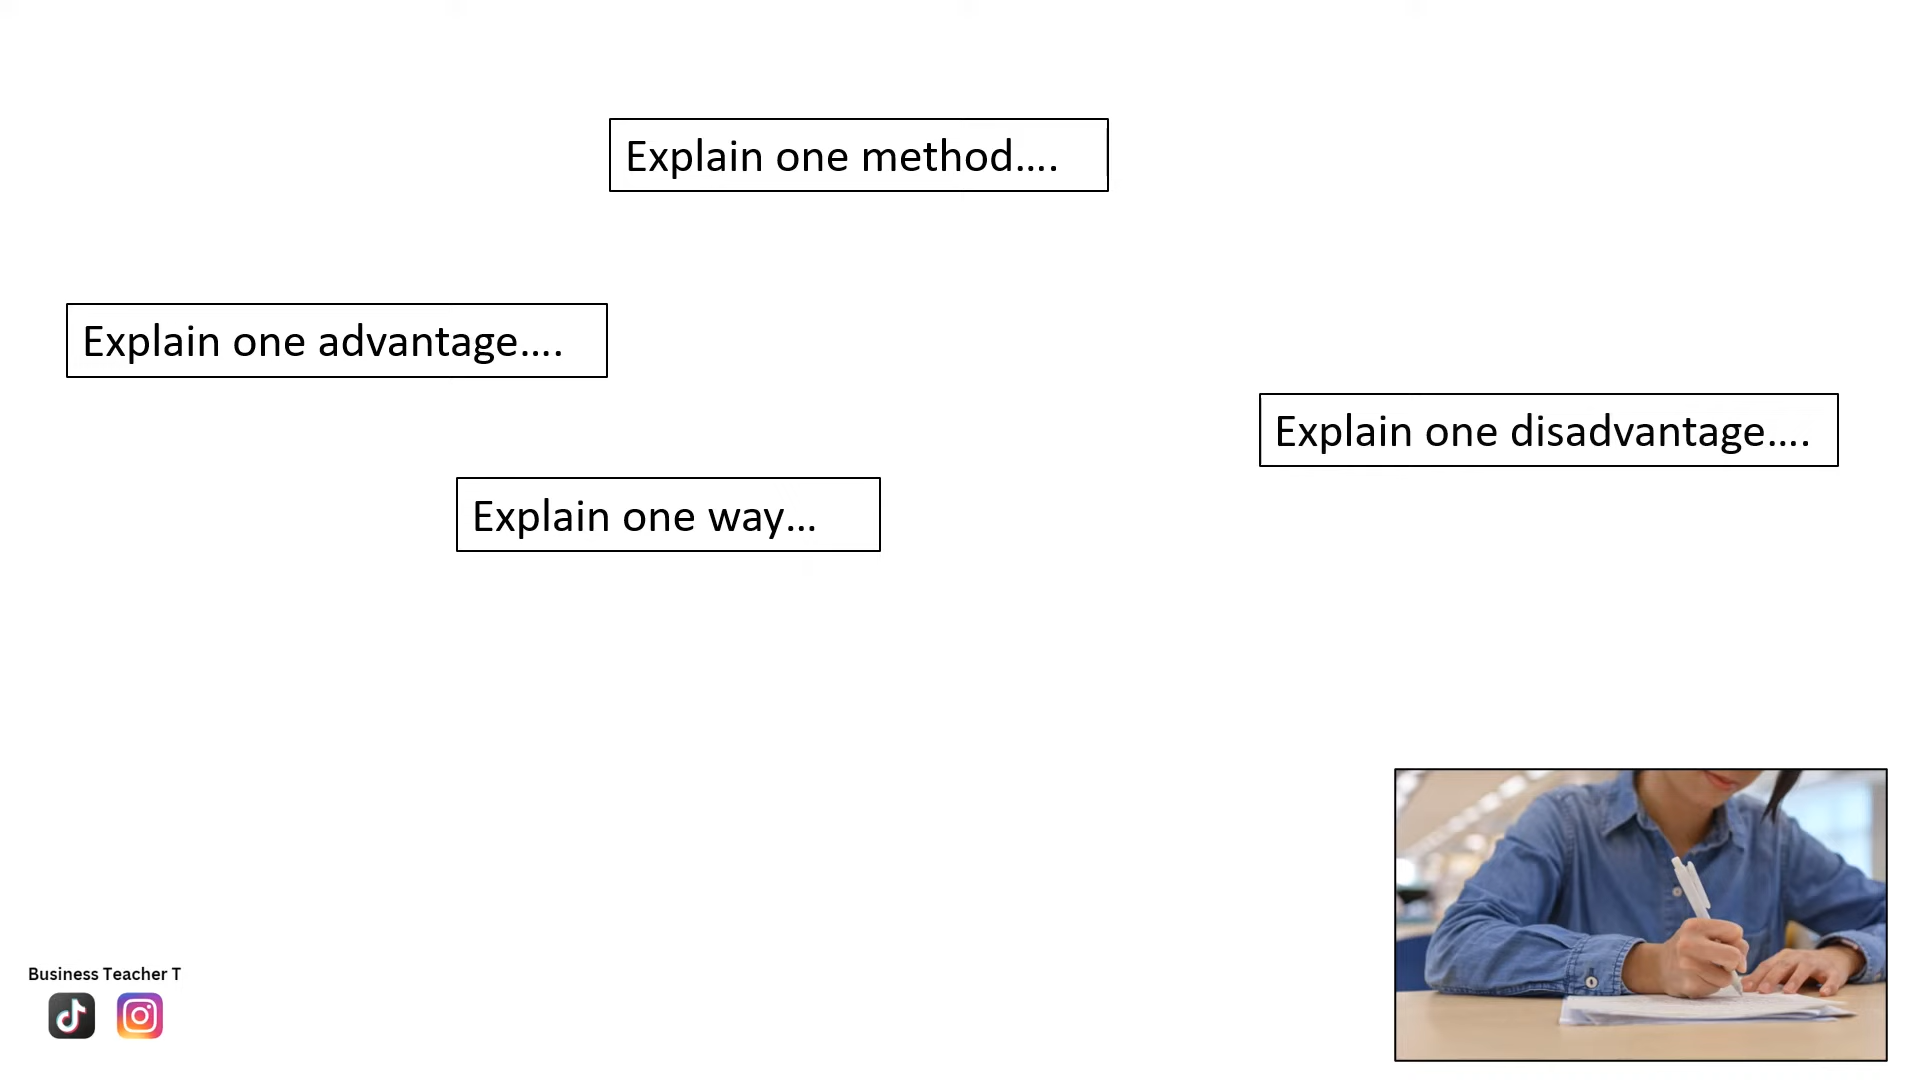 Explain one method....
Explain one advantage....
Explain one disadvantage....
Explain one way...
Business Teacher T